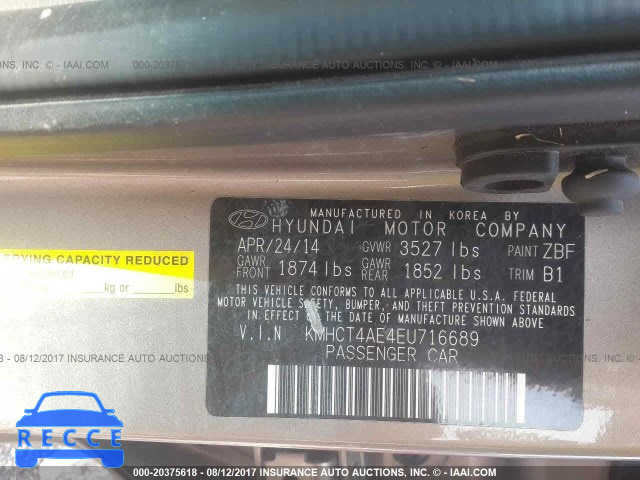 INSURANCE AUCTIONS, INC. - © IAAI.COM 000-20375618 - 08/12/2017 INSURANCE AUTO AUCTIONS, INC. - © IAAI.COM 000-20375618 - 08/12/2017
MANUFACTURED IN KOREA BY
HYUNDAI MOTOR COMPANY
APR/24/14 GVWR 3527 lbs PAINT ZBF
GAWR FRONT 1874 lbs GAWR REAR 1852 lbs TRIM B1
THIS VEHICLE CONFORMS TO ALL APPLICABLE U.S.A. FEDERAL
MOTOR VEHICLE SAFETY, BUMPER, AND THEFT PREVENTION
STANDARDS IN EFFECT ON THE DATE OF MANUFACTURE SHOWN ABOVE.
V.I.N KMHCT4AE4EU716689
PASSENGER CAR
CARRYING CAPACITY REDUCED
kg or lbs
RECCE
000-20375618 - 08/12/2017 INSURANCE AUTO AUCTIONS, INC. - © IAAI.COM